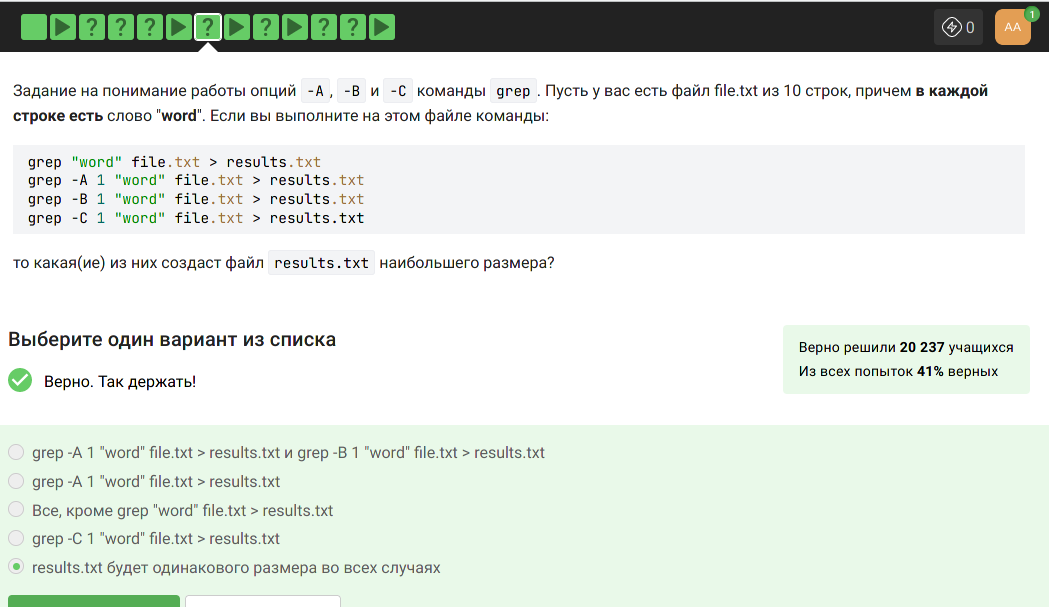 ? ? ? ? ? ? ? 0 AA 1
Задание на понимание работы опций -A, -B и -C команды grep. Пусть у вас есть файл file.txt из 10 строк, причем в каждой
строке есть слово "word". Если вы выполните на этом файле команды:
grep "word" file.txt > results.txt
grep -A 1 "word" file.txt > results.txt
grep -B 1 "word" file.txt > results.txt
grep -C 1 "word" file.txt > results.txt
то какая(ие) из них создаст файл results.txt наибольшего размера?
Выберите один вариант из списка
Верно. Так держать!
Верно решили 20 237 учащихся
Из всех попыток 41% верных
grep -A 1 "word" file.txt > results.txt и grep -B 1 "word" file.txt > results.txt
grep -A 1 "word" file.txt > results.txt
Все, кроме grep "word" file.txt > results.txt
grep -C 1 "word" file.txt > results.txt
results.txt будет одинакового размера во всех случаях